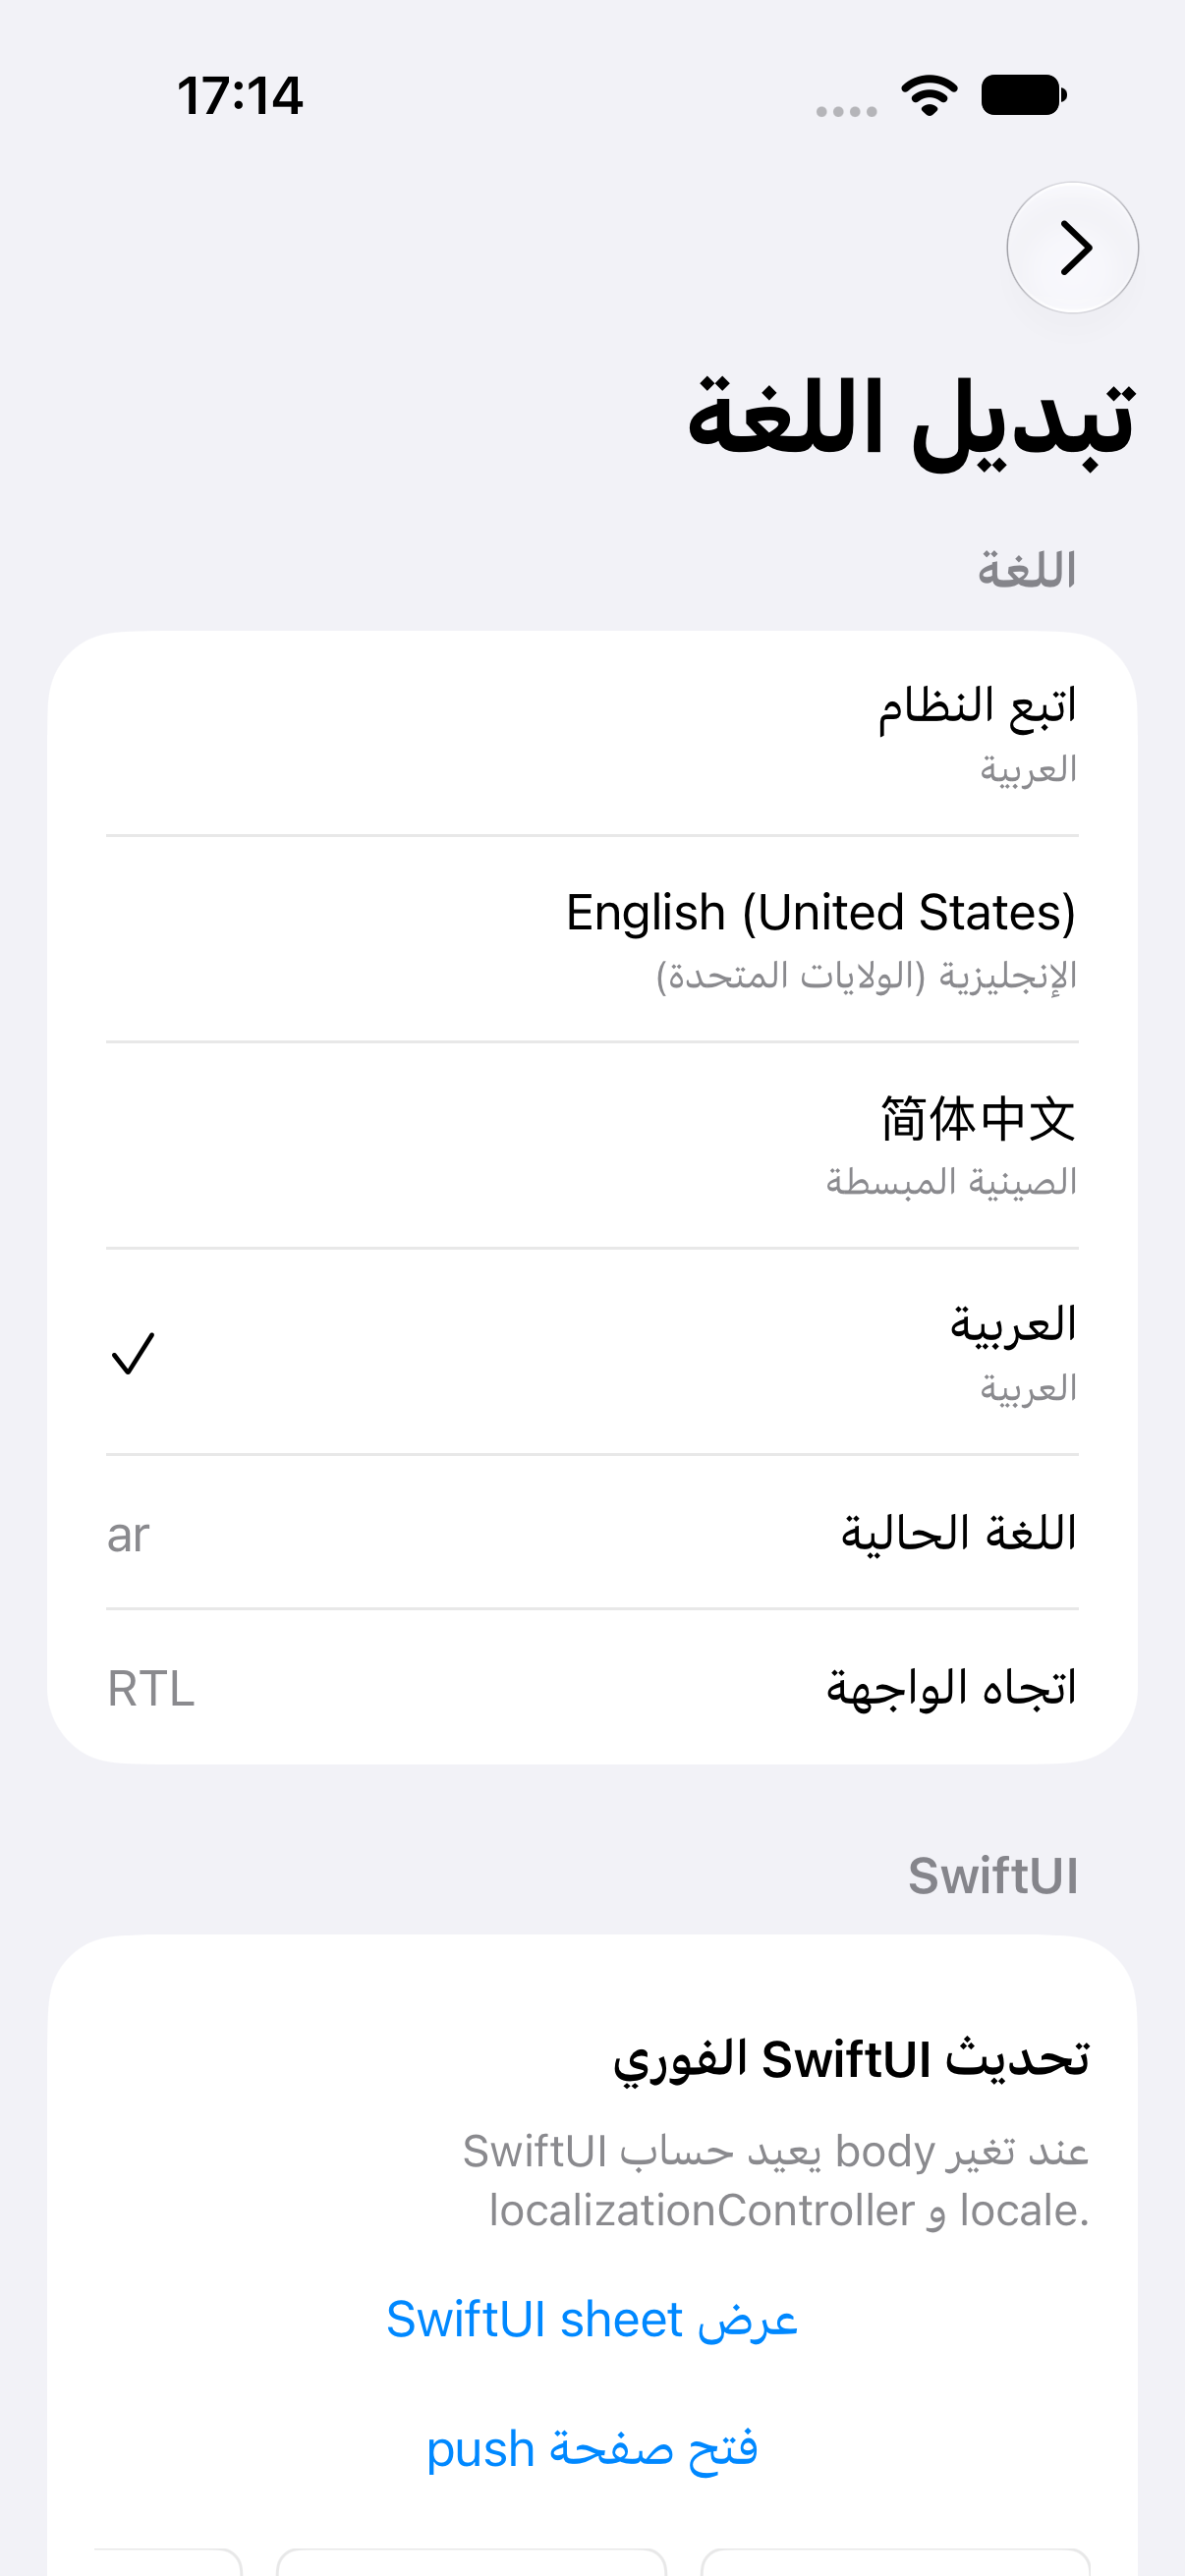 17:14
تبديل اللغة
اللغة
اتبع النظام
العربية
English (United States)
الإنجليزية (الولايات المتحدة)
简体中文
الصينية المبسطة
العربية
العربية
اللغة الحالية ar
اتجاه الواجهة RTL
SwiftUI
تحديث SwiftUI الفوري
عند تغير body يعيد حساب SwiftUI
localizationController و locale.
عرض SwiftUI sheet
فتح صفحة push